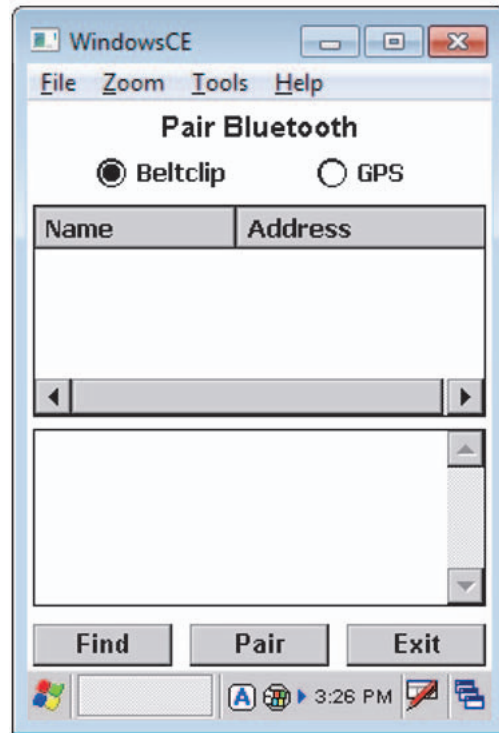 WindowsCE
File Zoom Tools Help
Pair Bluetooth
Beltclip GPS
Name Address
Find Pair Exit
A 3:26 PM